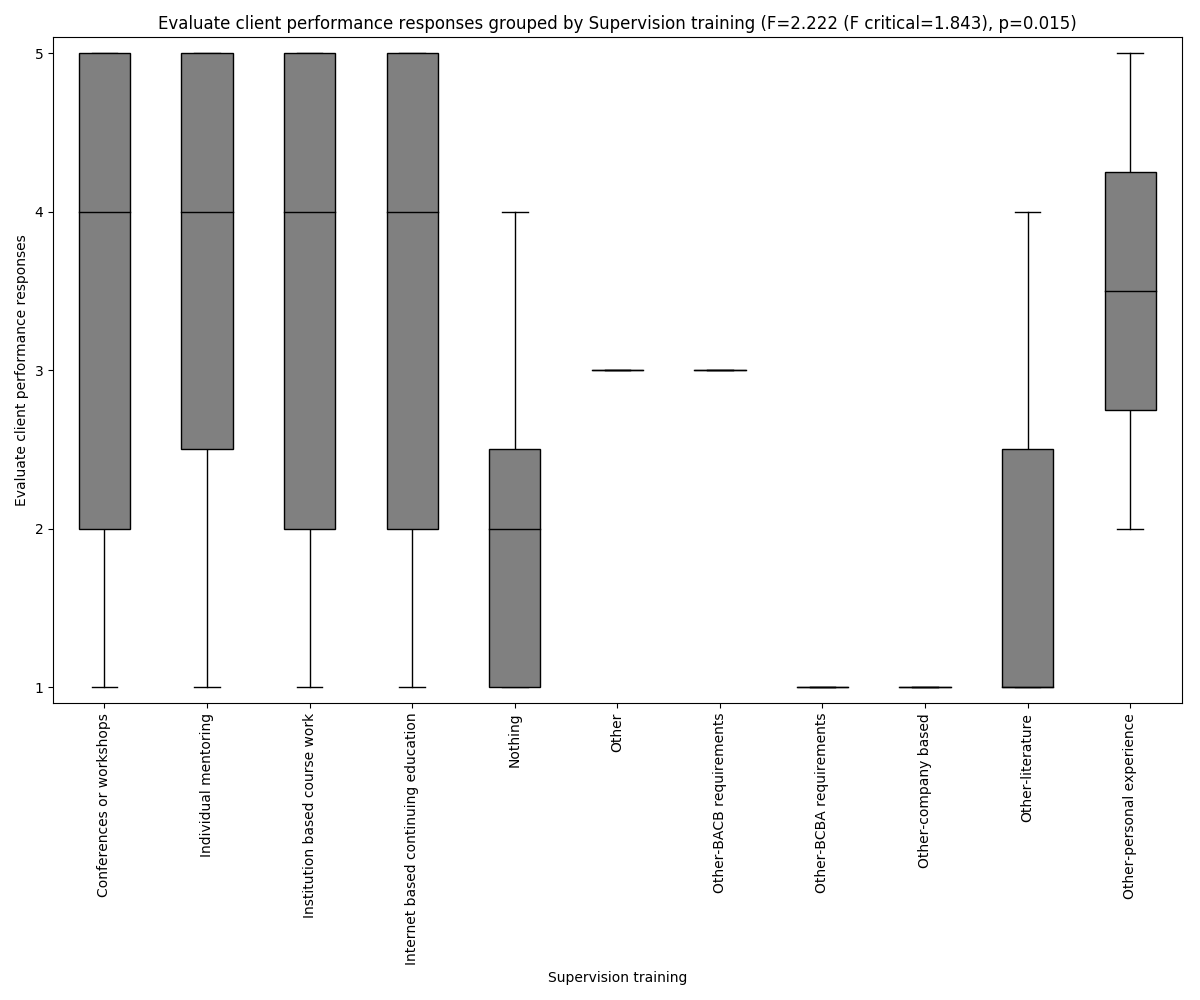 Evaluate client performance responses grouped by Supervision training (F=2.222 (F critical=1.843), p=0.015)
Evaluate client performance responses
5
4
3
2
1
Conferences or workshops
Individual mentoring
Institution based course work
Internet based continuing education
Nothing
Other
Other-BACB requirements
Other-BCBA requirements
Other-company based
Other-literature
Other-personal experience
Supervision training